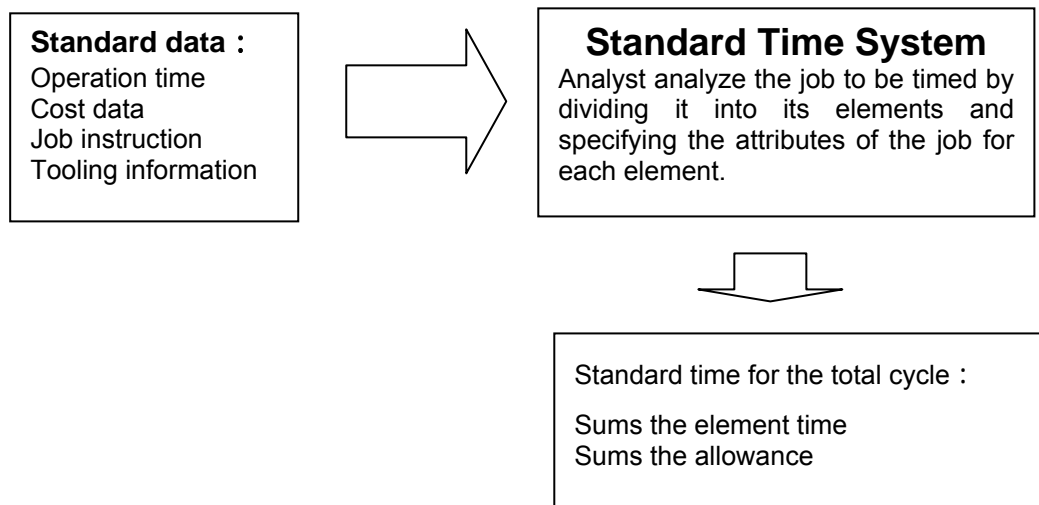 Standard data：
Operation time
Cost data
Job instruction
Tooling information
Standard Time System
Analyst analyze the job to be timed by
dividing it into its elements and
specifying the attributes of the job for
each element.
Standard time for the total cycle：
Sums the element time
Sums the allowance